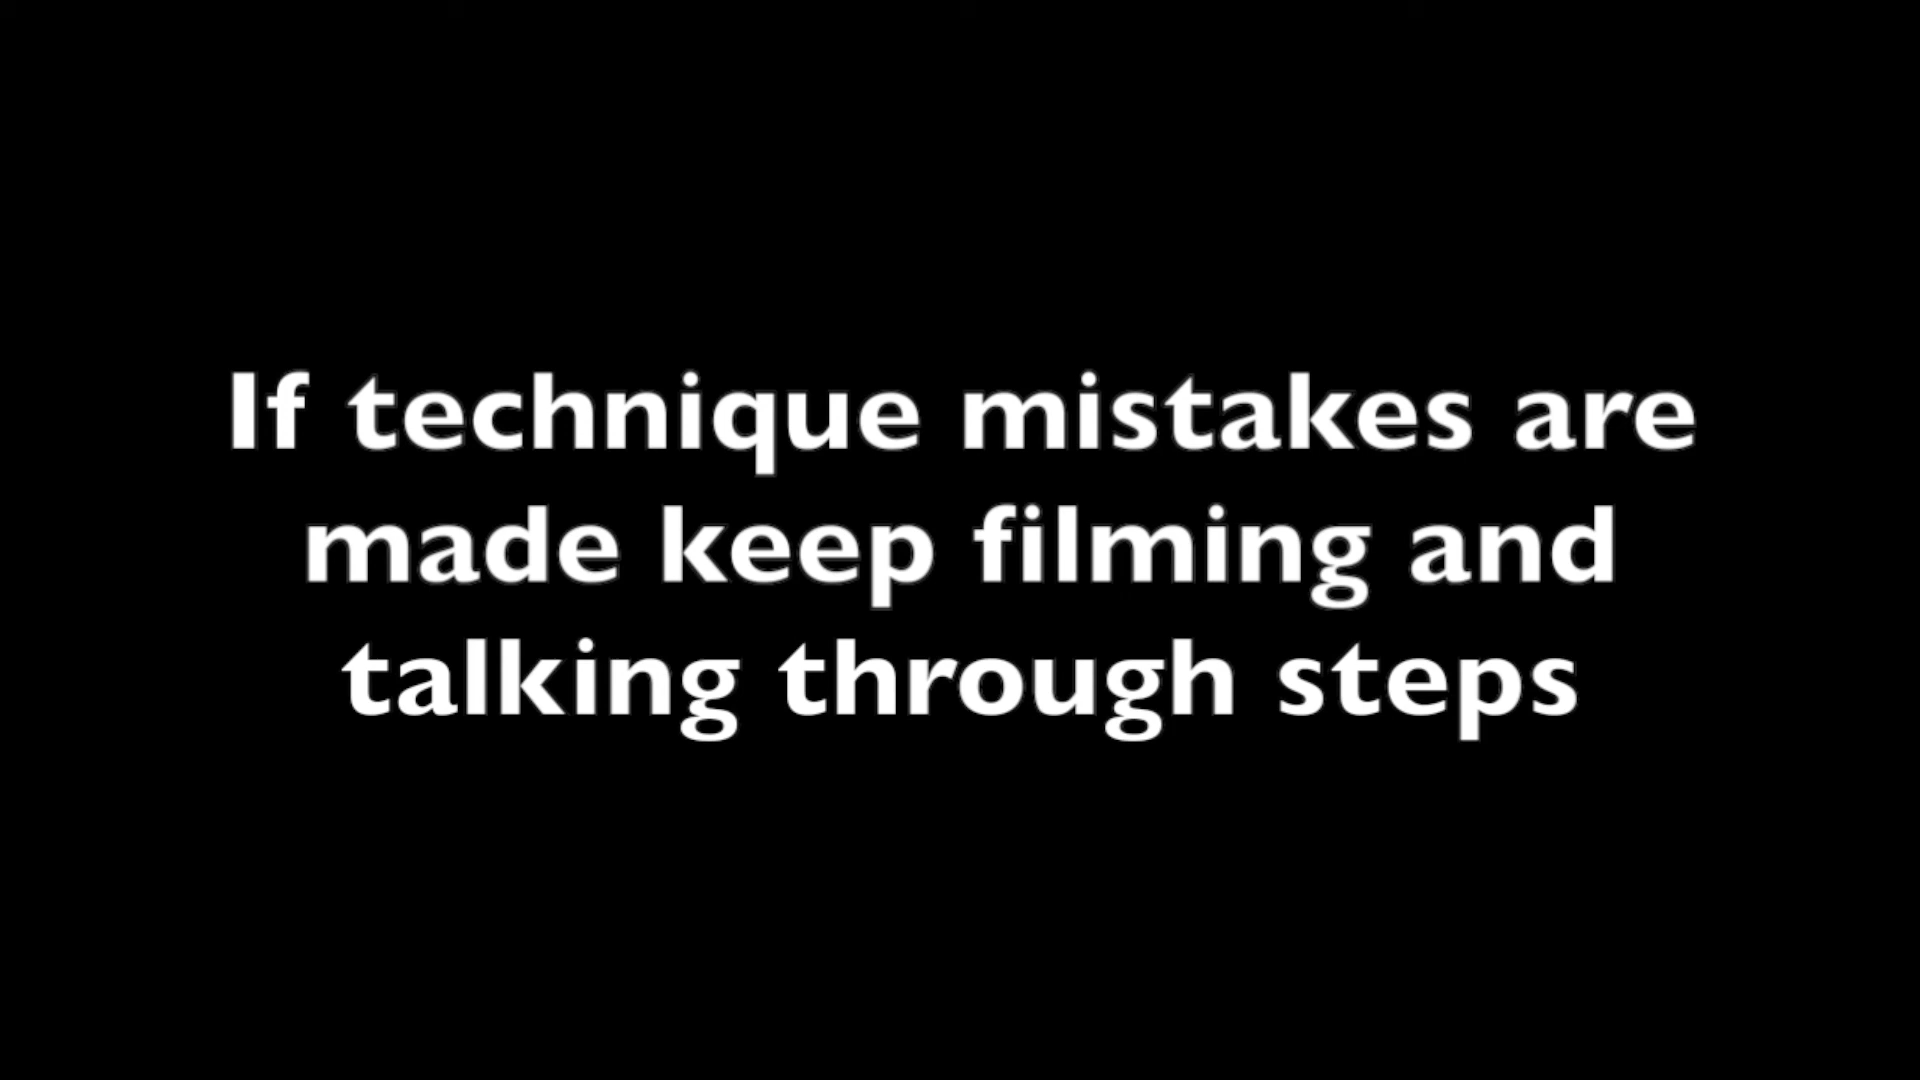 If technique mistakes are
made keep filming and
talking through steps